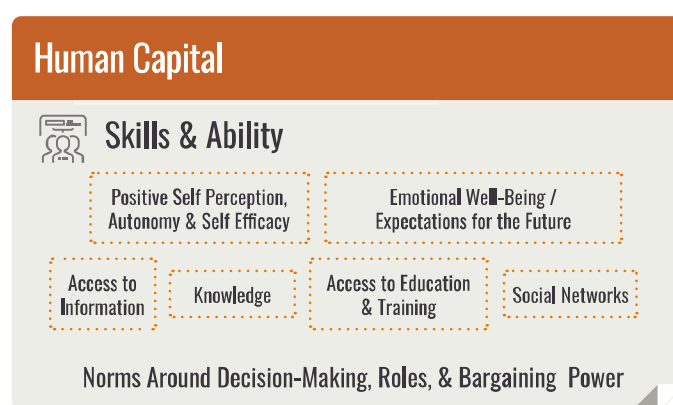 Human Capital
Skills & Ability
Positive Self Perception,
Autonomy & Self Efficacy
Emotional Well-Being /
Expectations for the Future
Access to
Information
Knowledge
Access to Education
& Training
Social Networks
Norms Around Decision-Making, Roles, & Bargaining Power